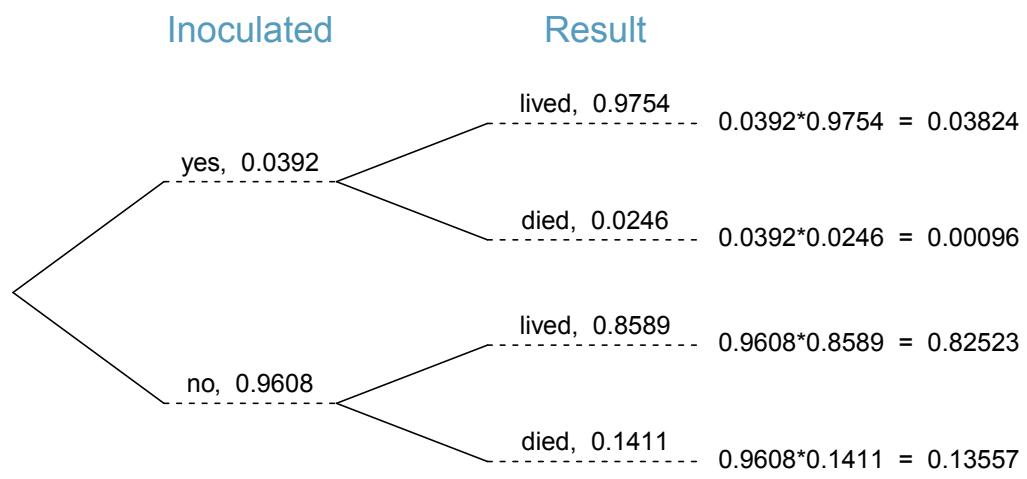 Inoculated
Result
lived, 0.9754
0.0392*0.9754 = 0.03824
yes, 0.0392
died, 0.0246
0.0392*0.0246 = 0.00096
lived, 0.8589
0.9608*0.8589 = 0.82523
no, 0.9608
died, 0.1411
0.9608*0.1411 = 0.13557